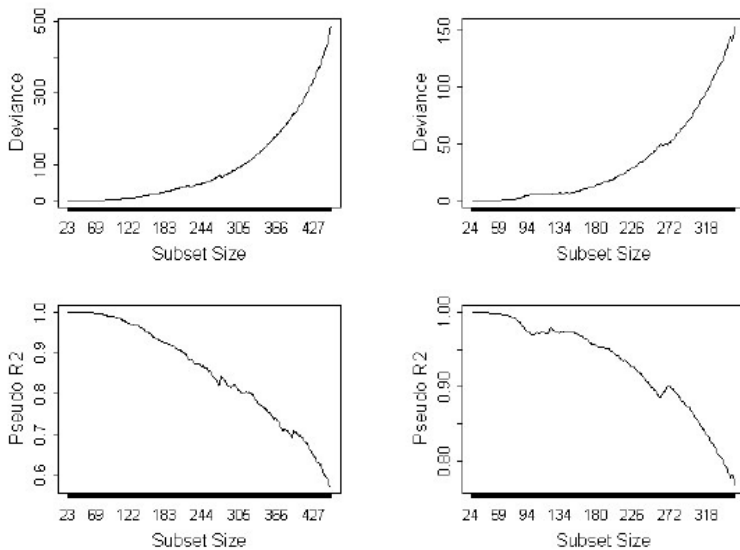 Deviance
500
300
100
0
23 69 122 183 244 305 366 427
Subset Size
Deviance
150
100
50
0
24 59 94 134 180 226 272 318
Subset Size
Pseudo R2
1.0
0.9
0.8
0.7
0.6
23 69 122 183 244 305 366 427
Subset Size
Pseudo R2
1.00
0.90
0.80
24 59 94 134 180 226 272 318
Subset Size